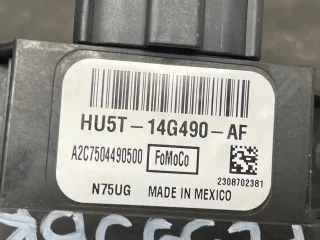 HU5T-14G490-AF
A2C7504490500 FoMoCo
2308702381
N75UG MADE IN MEXICO